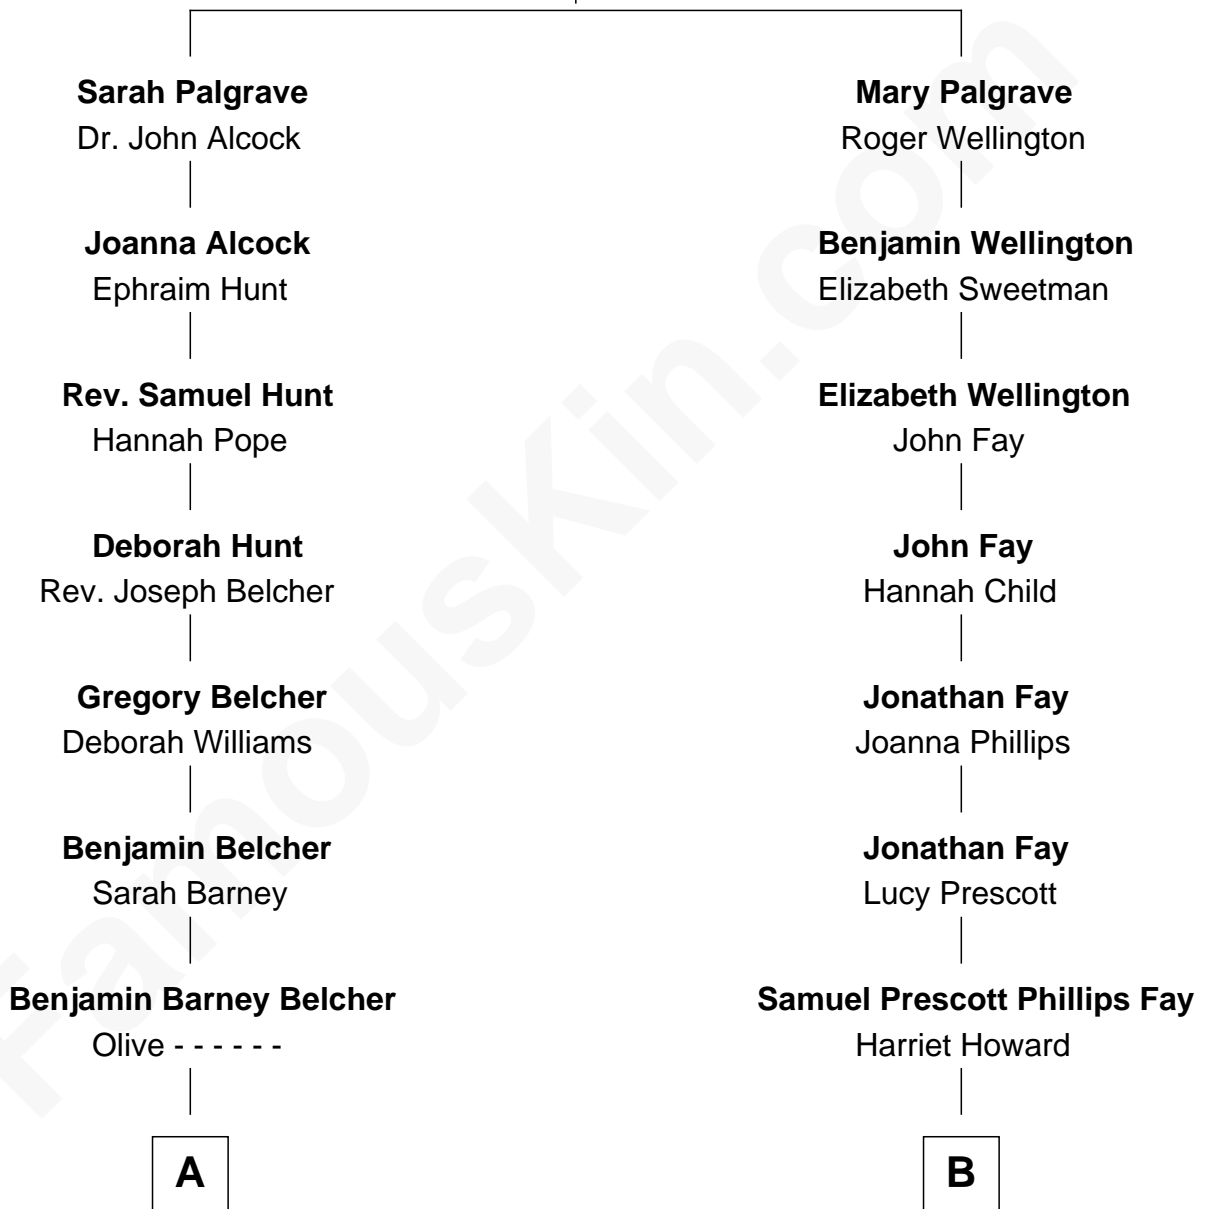 Sarah Palgrave
Dr. John Alcock
Joanna Alcock
Ephraim Hunt
Rev. Samuel Hunt
Hannah Pope
Deborah Hunt
Rev. Joseph Belcher
Gregory Belcher
Deborah Williams
Benjamin Belcher
Sarah Barney
Benjamin Barney Belcher
Olive - - - - - -
A
Mary Palgrave
Roger Wellington
Benjamin Wellington
Elizabeth Sweetman
Elizabeth Wellington
John Fay
John Fay
Hannah Child
Jonathan Fay
Joanna Phillips
Jonathan Fay
Lucy Prescott
Samuel Prescott Phillips Fay
Harriet Howard
B
FamousKin.com